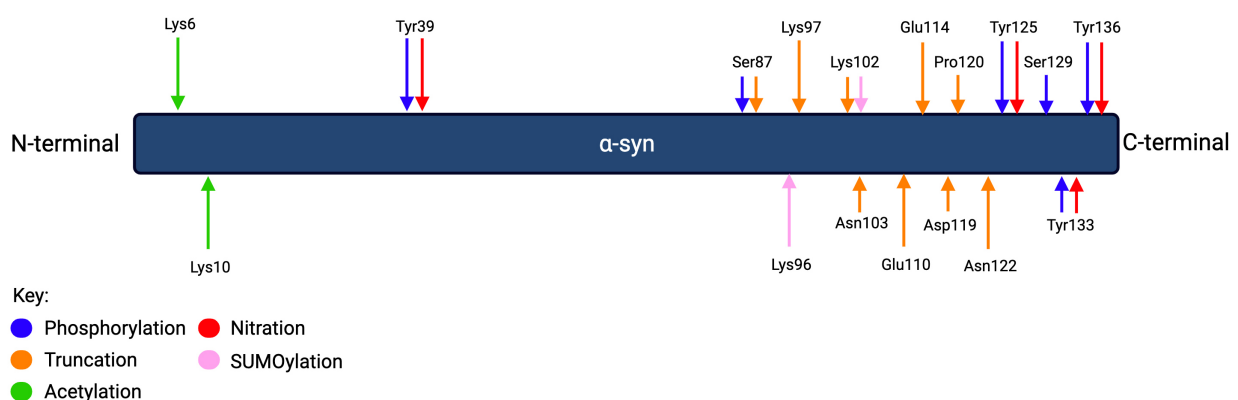 Lys6
Tyr39
Lys97
Glu114
Tyr125
Tyr136
Ser87
Lys102
Pro120
Ser129
N-terminal
α-syn
C-terminal
Asn103
Asp119
Tyr133
Lys10
Lys96
Glu110
Asn122
Key:
Phosphorylation
Nitration
Truncation
SUMOylation
Acetylation